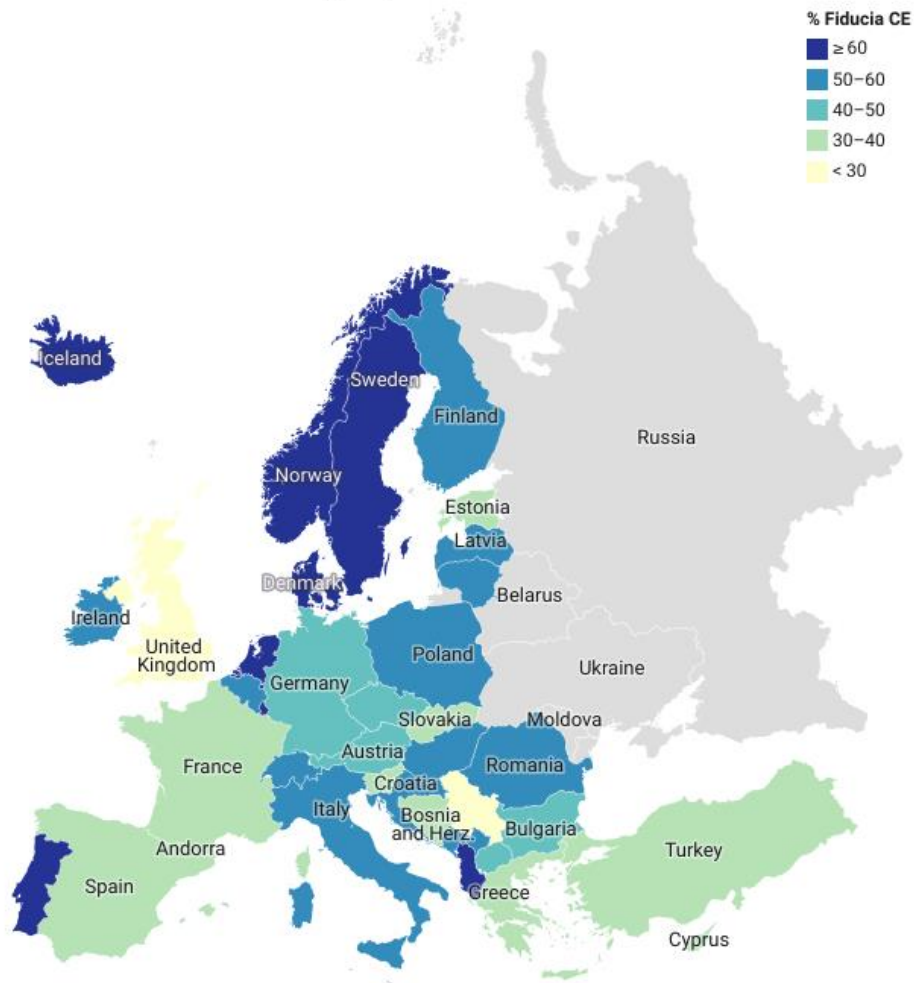 % Fiducia CE
≥ 60
50–60
40–50
30–40
< 30
Iceland
Sweden
Finland
Russia
Norway
Estonia
Latvia
Denmark
Belarus
Ireland
United
Kingdom
Poland
Ukraine
Germany
Slovakia
Moldova
Austria
France
Romania
Croatia
Italy
Bosnia
and Herz.
Bulgaria
Andorra
Turkey
Spain
Greece
Cyprus